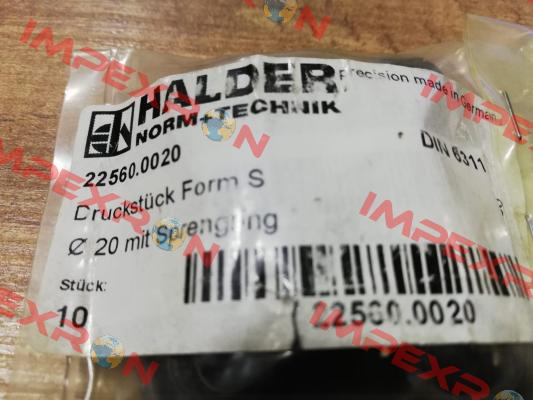 HALDER
NORM+TECHNIK
precision made in German
22560.0020
DIN 6311
Druckstück Form S
Ø 20 mit Sprengring
Stück:
10
22560.0020
IMPEXRON
IMPEXRON
IMPEXRON
IMPEXRON